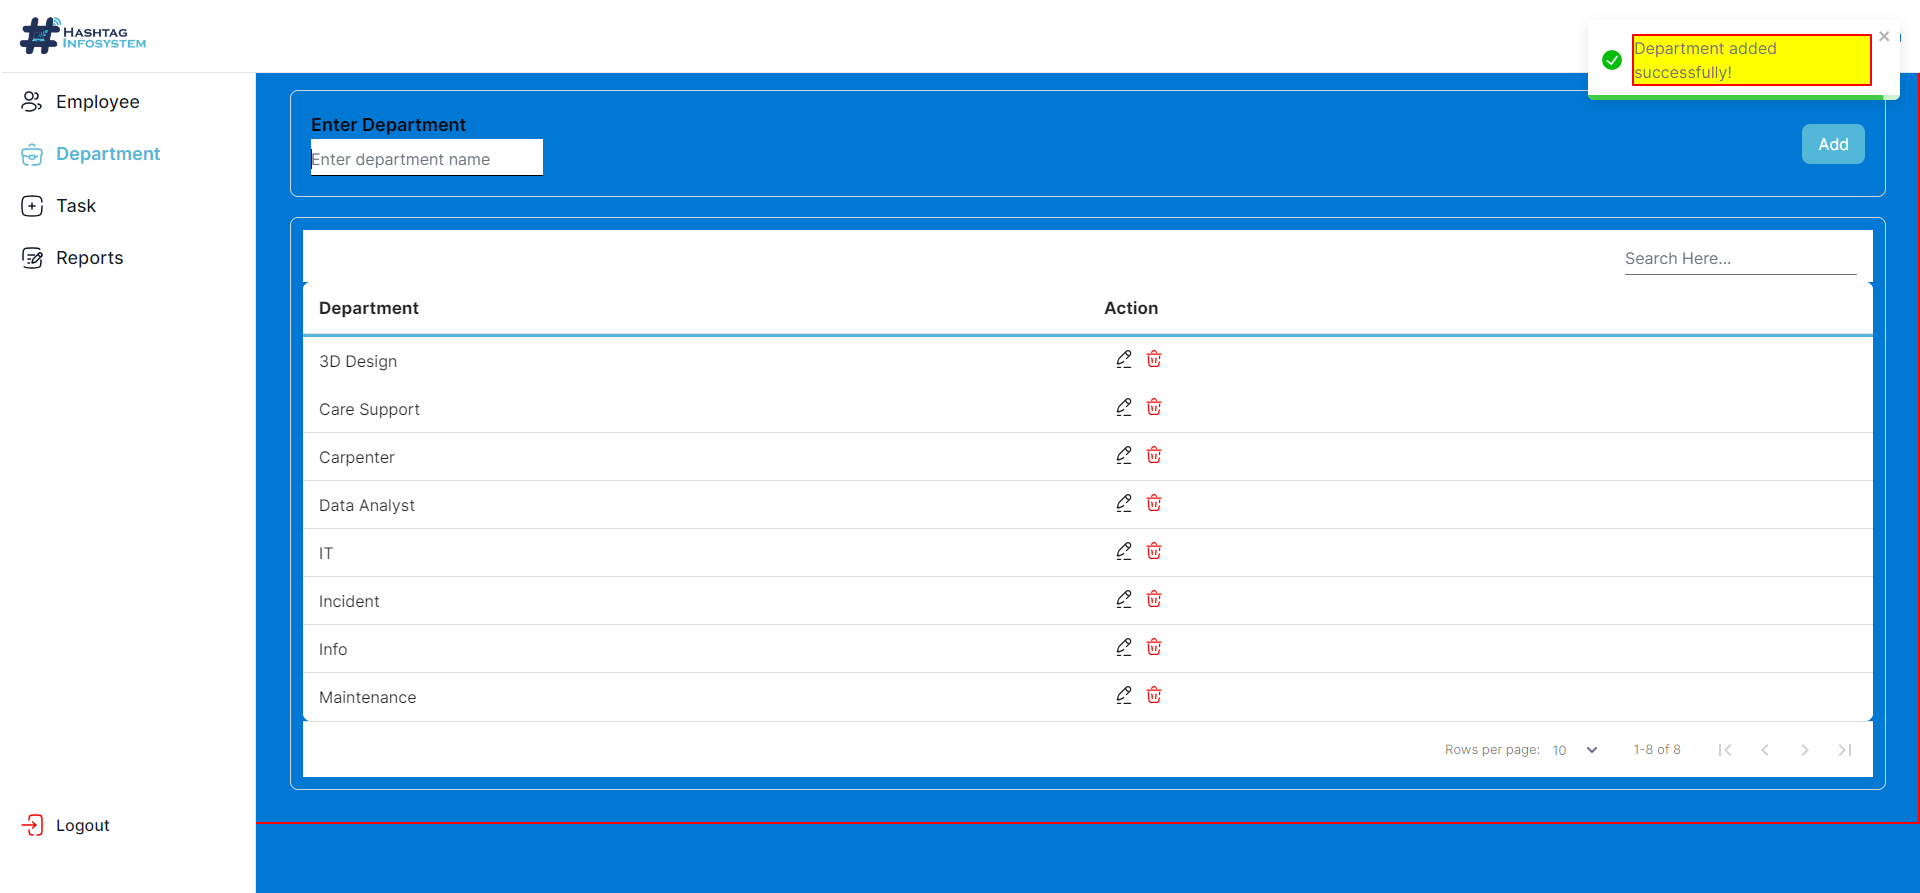 HASHTAG
INFOSYSTEM
Department added
successfully!
Employee
Department
Task
Reports
Logout
Enter Department
Enter department name
Add
Search Here...
Department Action
3D Design
Care Support
Carpenter
Data Analyst
IT
Incident
Info
Maintenance
Rows per page: 10 1-8 of 8